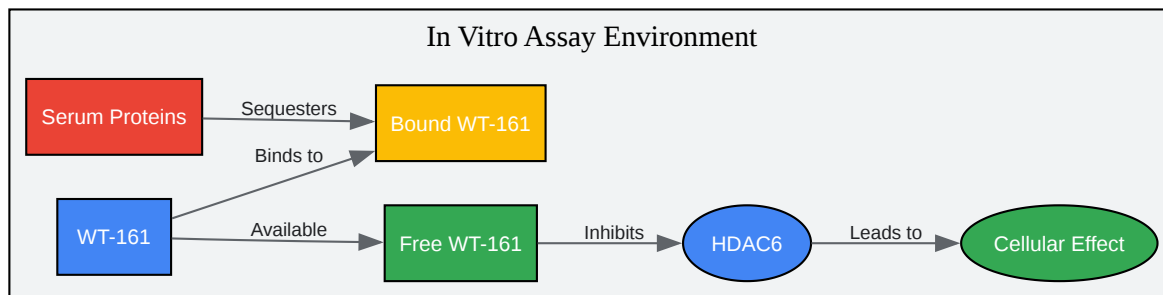 In Vitro Assay Environment
Serum Proteins
Sequesters
Bound WT-161
Binds to
WT-161
Available
Free WT-161
Inhibits
HDAC6
Leads to
Cellular Effect